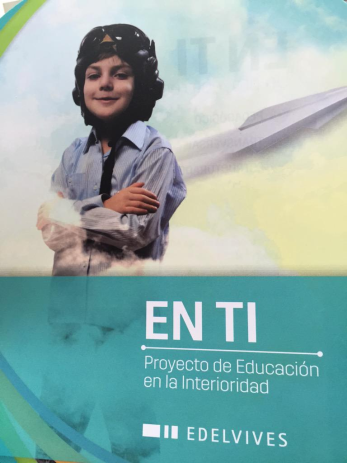 EN TI
Proyecto de Educación
en la Interioridad
EDELVIVES